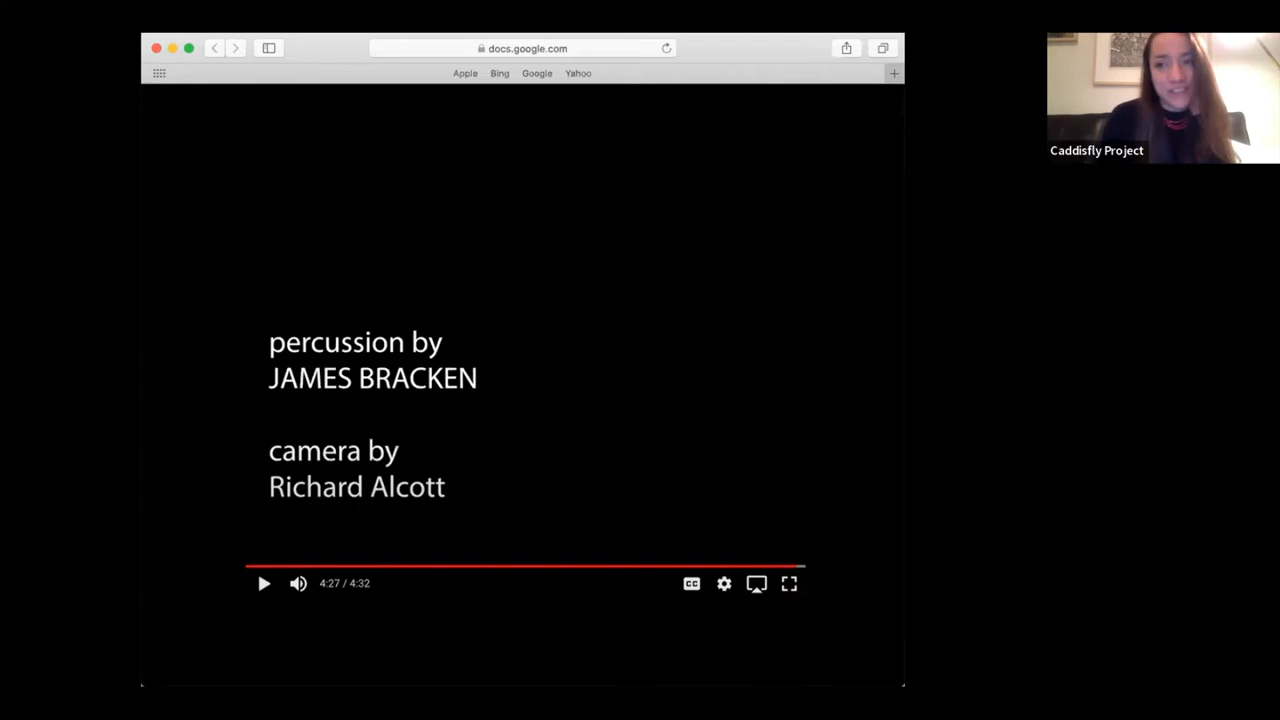 docs.google.com
Apple Bing Google Yahoo
Caddisfly Project
percussion by
JAMES BRACKEN
camera by
Richard Alcott
4:27 / 4:32
CC